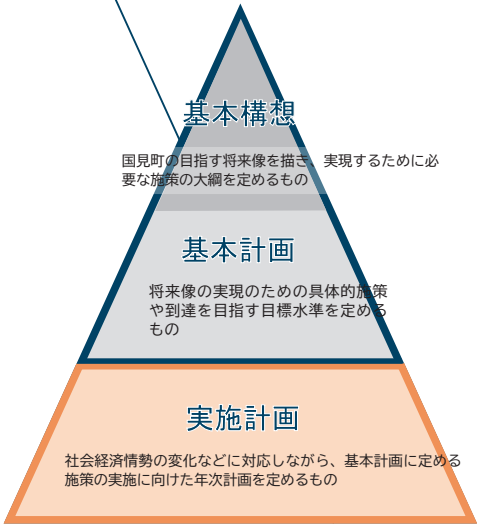 基本構想
国見町の目指す将来像を描き、実現するために必
要な施策の大綱を定めるもの
基本計画
将来像の実現のための具体的施策
や到達を目指す目標水準を定める
もの
実施計画
社会経済情勢の変化などに対応しながら、基本計画に定める
施策の実施に向けた年次計画を定めるもの